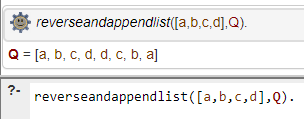 reverseandappendlist([a,b,c,d],Q).
Q = [a, b, c, d, d, c, b, a]
?- reverseandappendlist([a,b,c,d],Q).